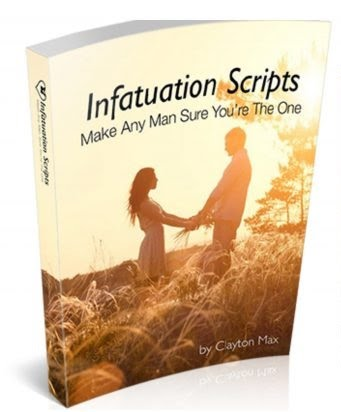 Infatuation Scripts
Make Any Man Sure You're The One
by Clayton Max
Infatuation Scripts